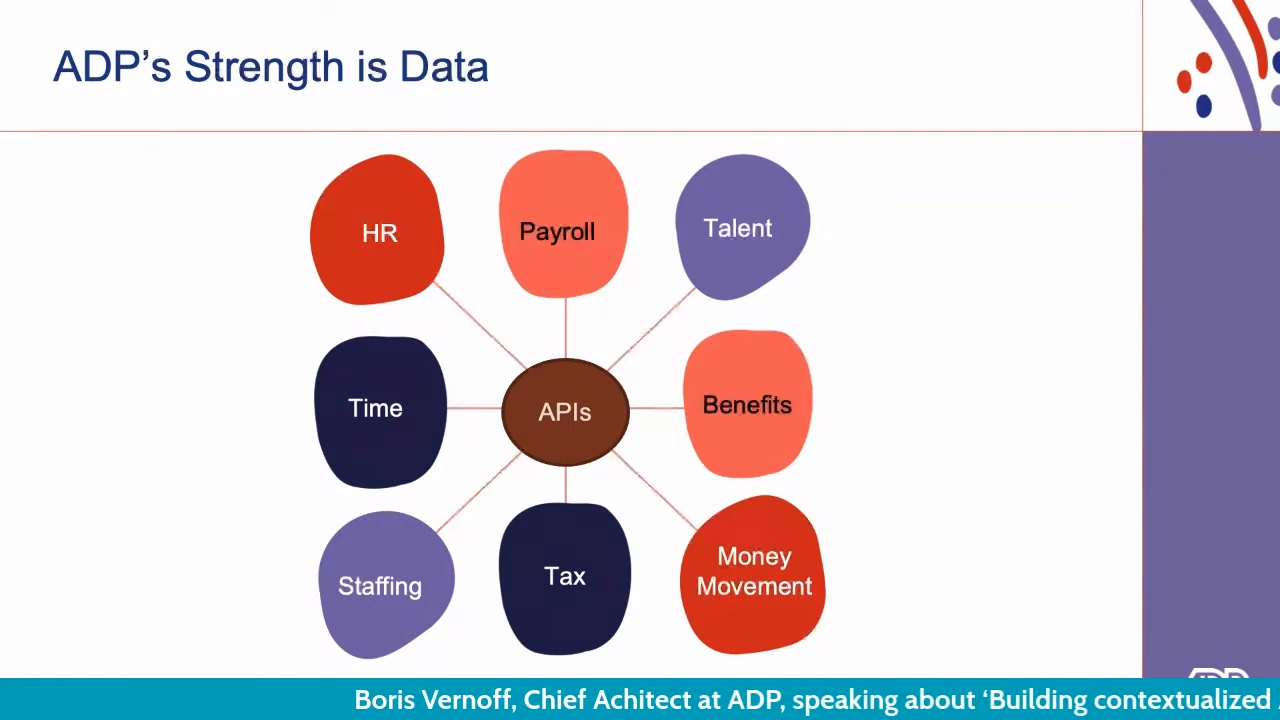 ADP’s Strength is Data
HR
Payroll
Talent
Time
APIs
Benefits
Staffing
Tax
Money
Movement
ADP
Boris Vernoff, Chief Achitect at ADP, speaking about ‘Building contextualized